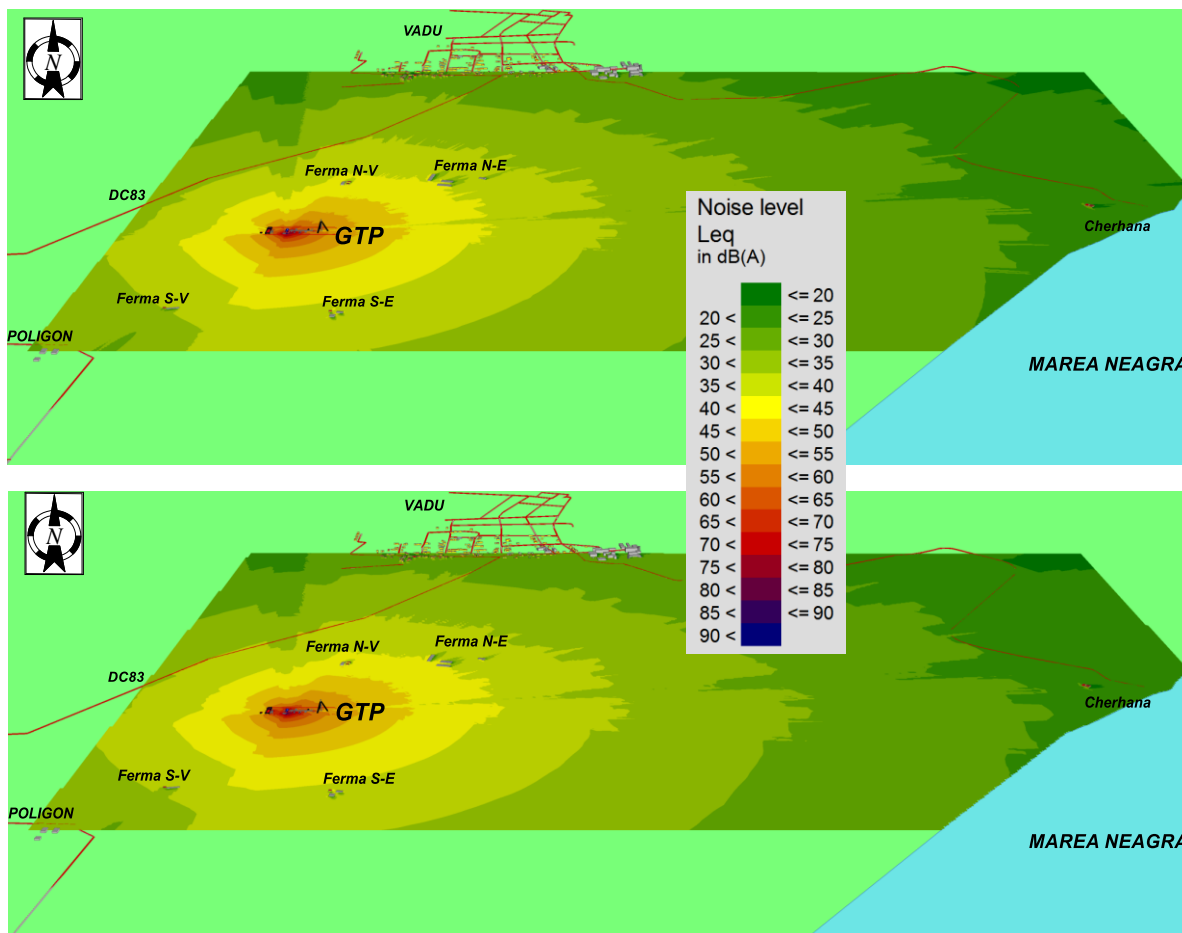 N
VADU
Ferma N-V
Ferma N-E
DC83
GTP
Cherhana
Ferma S-V
Ferma S-E
POLIGON
MAREA NEAGRA
Noise level
Leq
in dB(A)
<= 20
20 < <= 25
25 < <= 30
30 < <= 35
35 < <= 40
40 < <= 45
45 < <= 50
50 < <= 55
55 < <= 60
60 < <= 65
65 < <= 70
70 < <= 75
75 < <= 80
80 < <= 85
85 < <= 90
90 <
N
VADU
Ferma N-V
Ferma N-E
DC83
GTP
Cherhana
Ferma S-V
Ferma S-E
POLIGON
MAREA NEAGRA